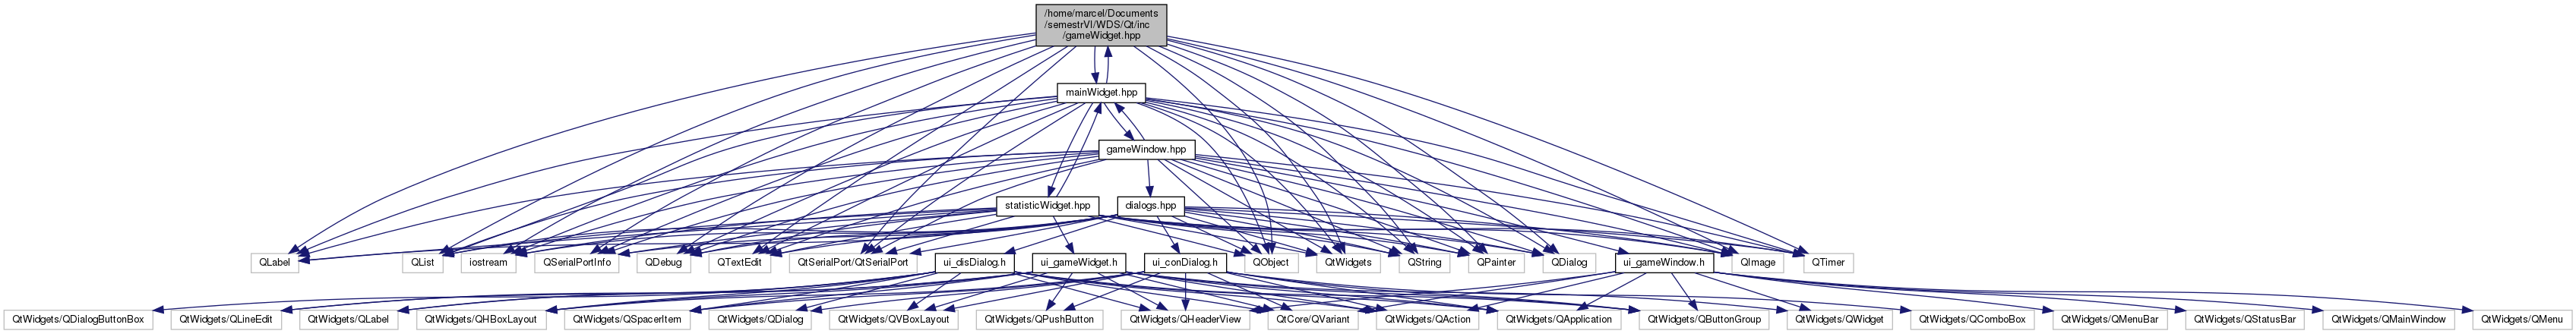 /home/marcel/Documents
/semestrVI/WDS/Qt/inc
/gameWidget.hpp
mainWidget.hpp
gameWindow.hpp
statisticWidget.hpp
dialogs.hpp
QLabel
QList
iostream
QSerialPortInfo
QDebug
QTextEdit
QtSerialPort/QtSerialPort
ui_disDialog.h
ui_gameWidget.h
ui_conDialog.h
QObject
QtWidgets
QString
QPainter
QDialog
ui_gameWindow.h
QImage
QTimer
QtWidgets/QDialogButtonBox
QtWidgets/QLineEdit
QtWidgets/QLabel
QtWidgets/QHBoxLayout
QtWidgets/QSpacerItem
QtWidgets/QDialog
QtWidgets/QVBoxLayout
QtWidgets/QPushButton
QtWidgets/QHeaderView
QtCore/QVariant
QtWidgets/QAction
QtWidgets/QApplication
QtWidgets/QButtonGroup
QtWidgets/QWidget
QtWidgets/QComboBox
QtWidgets/QMenuBar
QtWidgets/QStatusBar
QtWidgets/QMainWindow
QtWidgets/QMenu